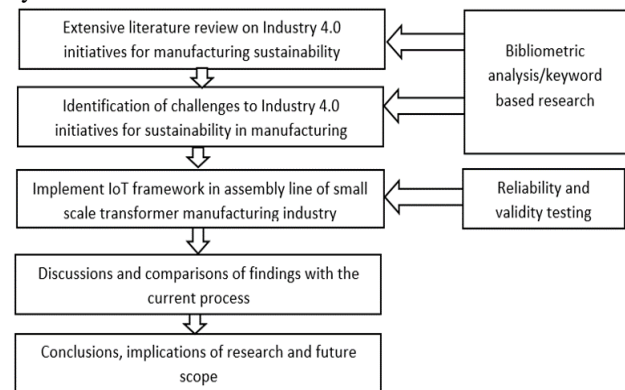 Extensive literature review on Industry 4.0
initiatives for manufacturing sustainability
Bibliometric
analysis/keyword
based research
Identification of challenges to Industry 4.0
initiatives for sustainability in manufacturing
Implement IoT framework in assembly line of small
scale transformer manufacturing industry
Reliability and
validity testing
Discussions and comparisons of findings with the
current process
Conclusions, implications of research and future
scope